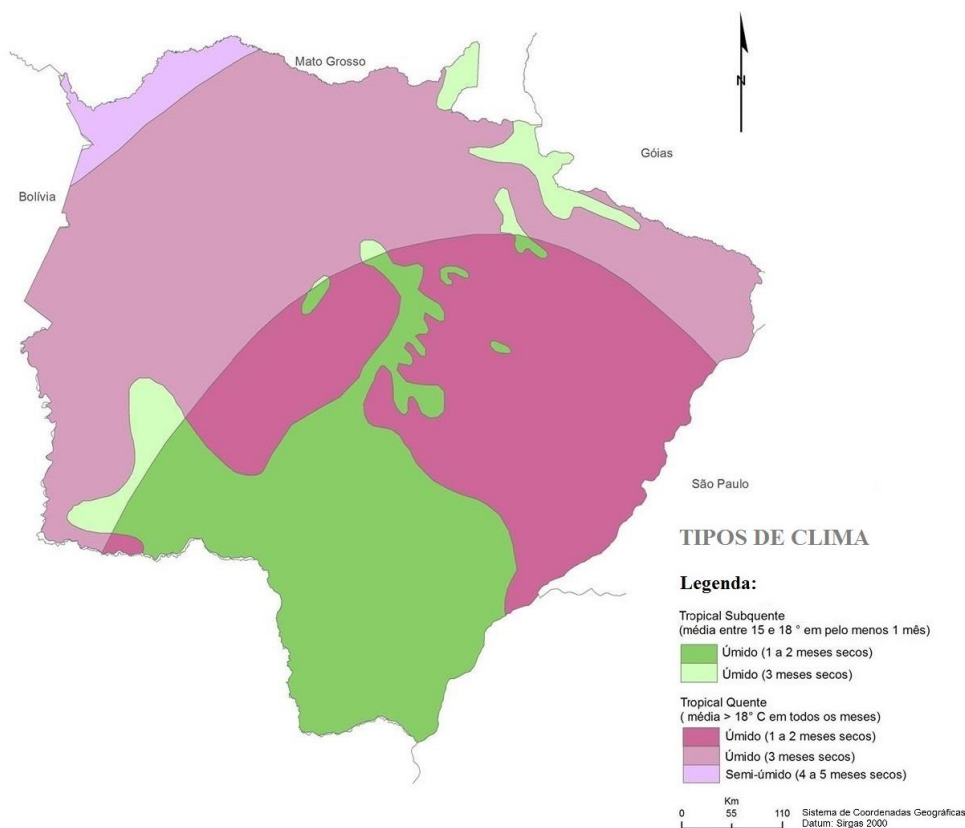 Mato Grosso
N
Góias
Bolívia
São Paulo
TIPOS DE CLIMA
Legenda:
Tropical Subquente
(média entre 15 e 18 ° em pelo menos 1 mês)
Úmido (1 a 2 meses secos)
Úmido (3 meses secos)
Tropical Quente
( média > 18° C em todos os meses)
Úmido (1 a 2 meses secos)
Úmido (3 meses secos)
Semi-úmido (4 a 5 meses secos)
Km
0 55 110
Sistema de Coordenadas Geográficas
Datum: Sirgas 2000